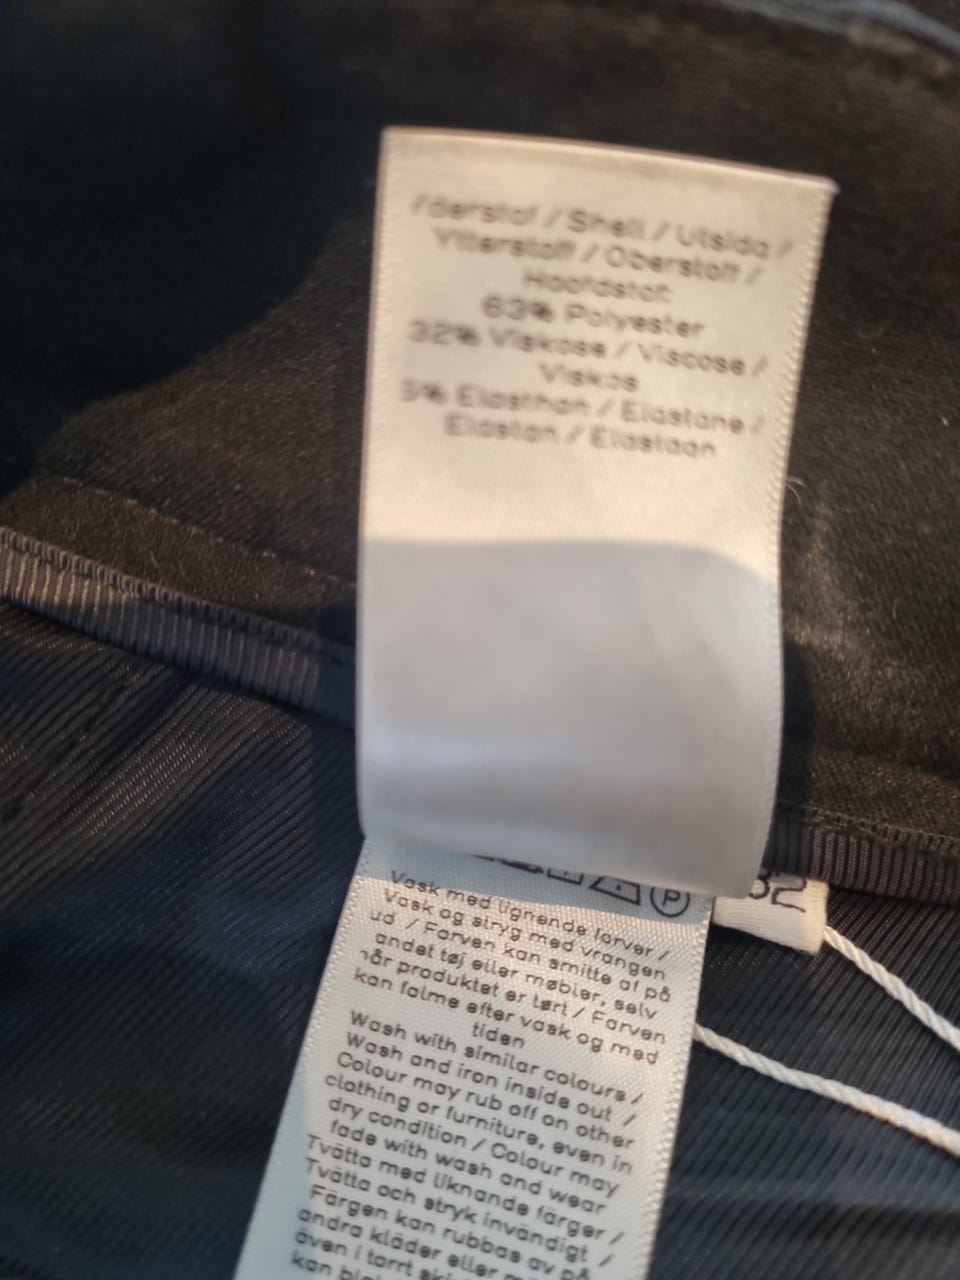 / Shell / Utsida /
Ytterstoff / Oberstoff /
Hoofdstof:
63% Polyester
32% Viskose / Viscose /
Viskos
5% Elasthan / Elastane /
Elastan / Elastaan
P
32
Vask med lignende farver /
Vask og stryg med vrangen
ud / Farven kan smitte af på
andet tøj eller møbler, selv
når produktet er tørt / Farven
kan falme efter vask og med
tiden
Wash with similar colours /
Wash and iron inside out /
Colour may rub off on other
clothing or furniture, even in
dry condition / Colour may
fade with wash and wear
Tvätta med liknande färger /
Tvätta och stryk invändigt /
Färgen kan rubbas av på
andra kläder eller
även i torrt
kan